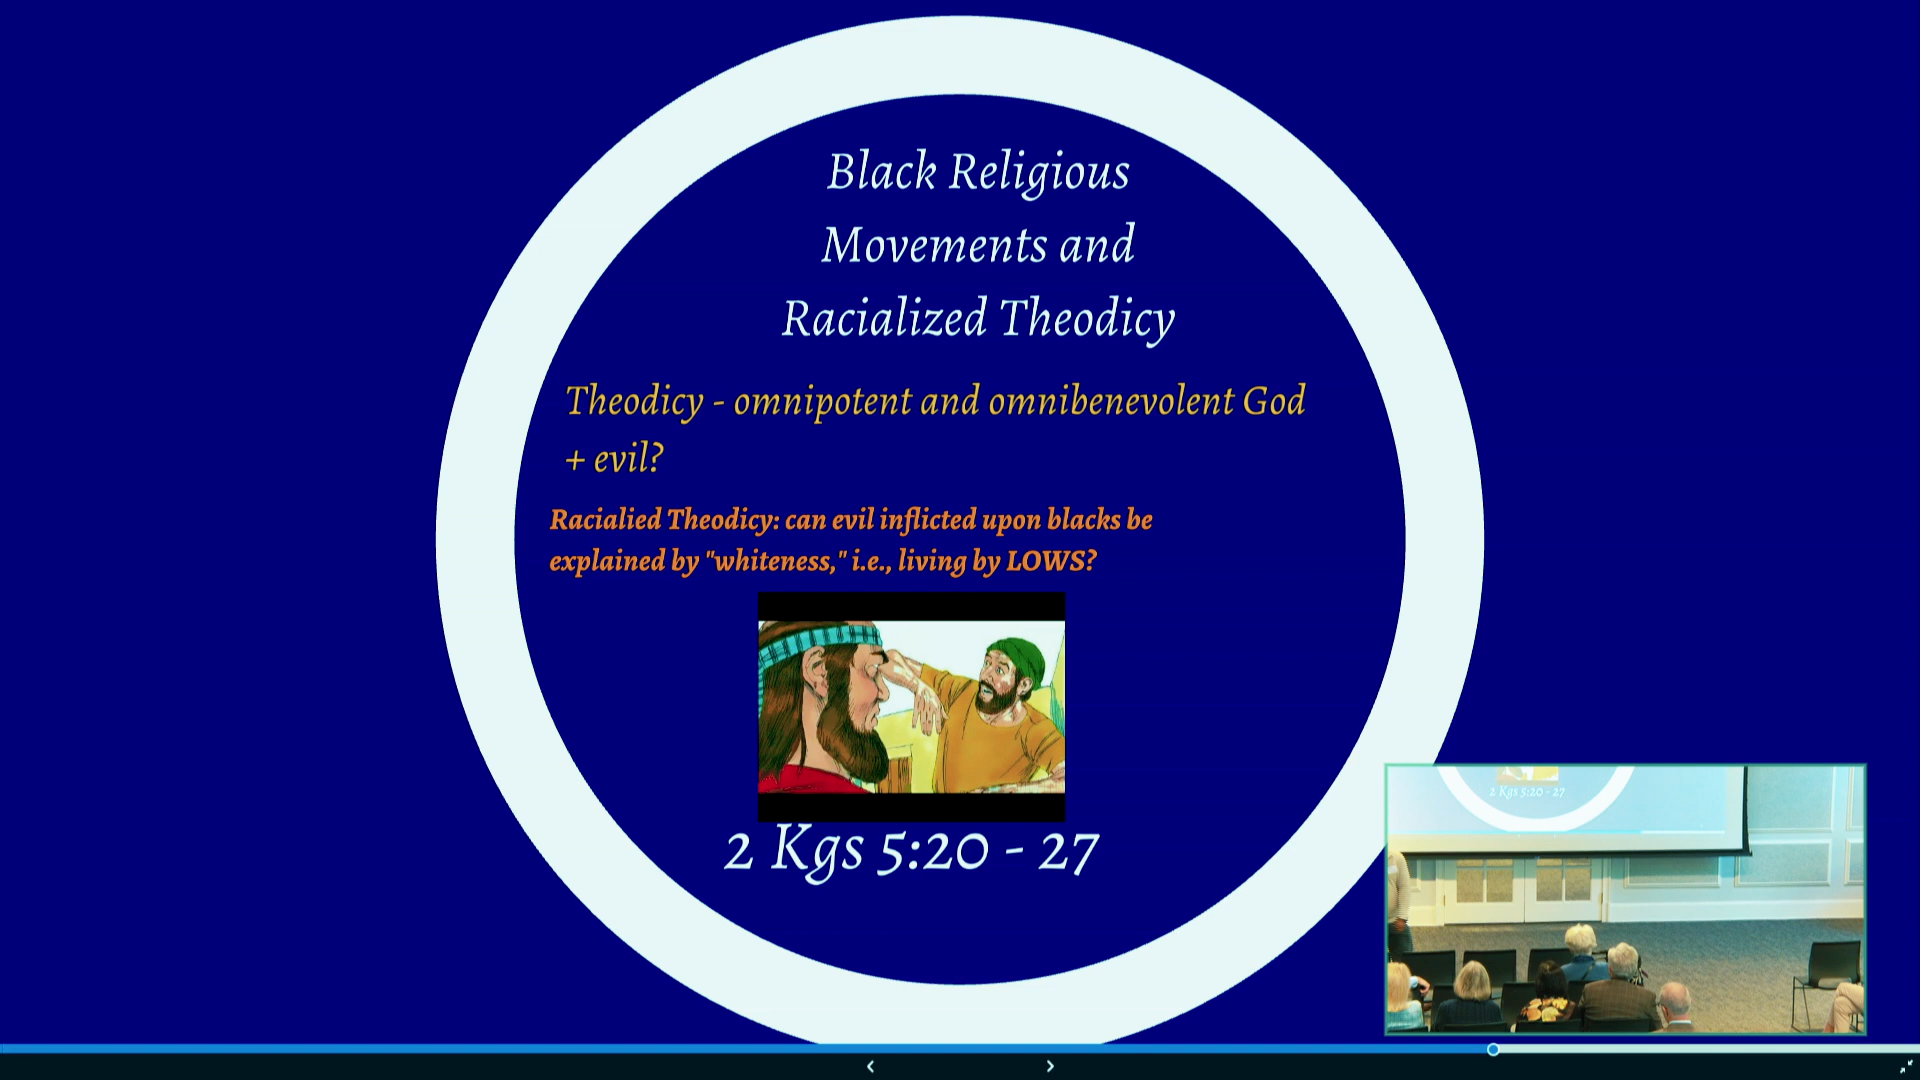 Black Religious
Movements and
Racialized Theodicy
Theodicy - omnipotent and omnibenevolent God
+ evil?
Racialied Theodicy: can evil inflicted upon blacks be
explained by "whiteness," i.e., living by LOWS?
2 Kgs 5:20 - 27
2 Kgs 5:20 - 27